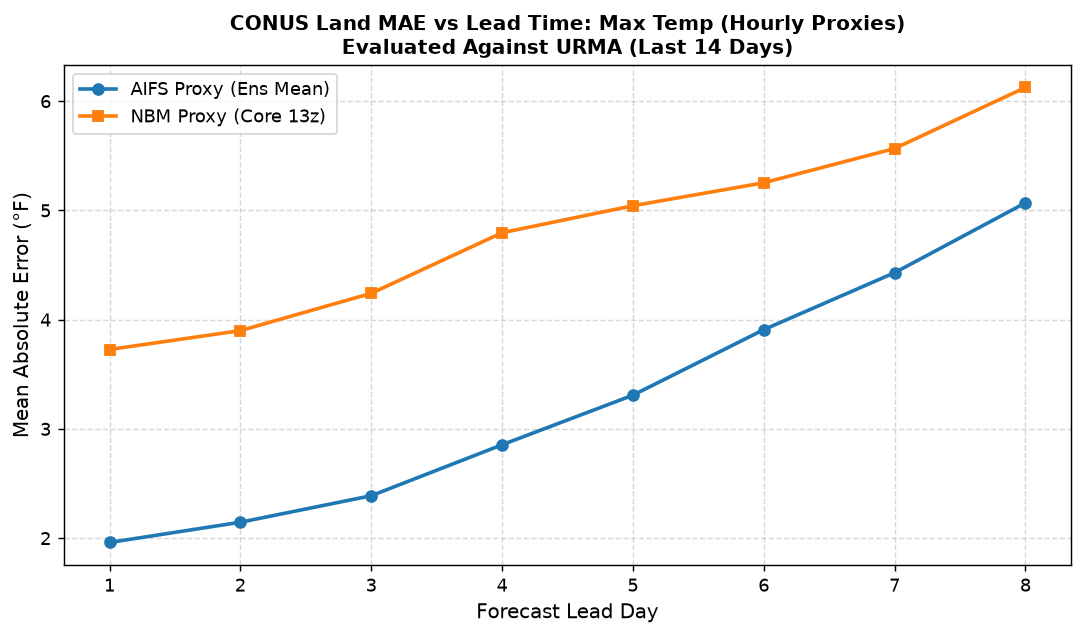 CONUS Land MAE vs Lead Time: Max Temp (Hourly Proxies)
Evaluated Against URMA (Last 14 Days)
AIFS Proxy (Ens Mean)
NBM Proxy (Core 13z)
Mean Absolute Error (°F)
6
5
4
3
2
1 2 3 4 5 6 7 8
Forecast Lead Day